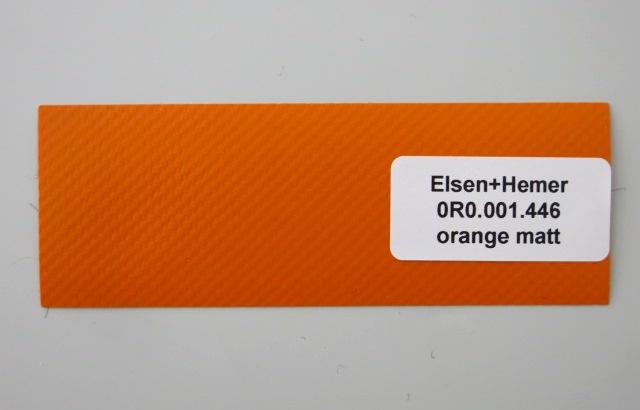 Elsen+Hemer
0R0.001.446
orange matt